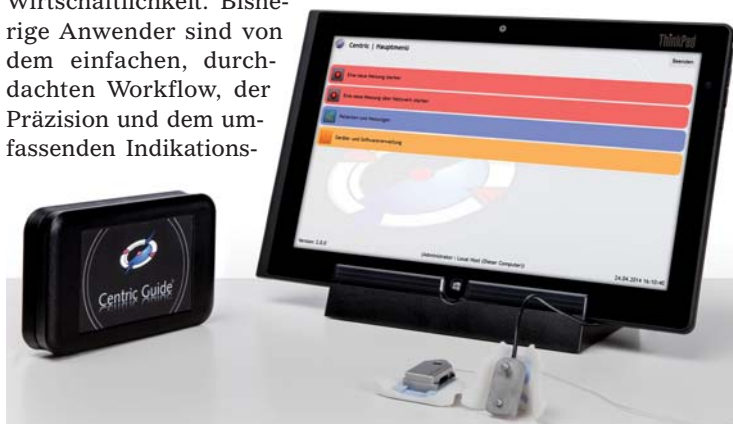 Wirtschaftlichkeit. Bishe-
rige Anwender sind von
dem einfachen, durch-
dachten Workflow, der
Präzision und dem um-
fassenden Indikations-
ThinkPad
Centric | Hauptmenü
Beenden
Eine neue Messung starten
Eine neue Messung über Netzwerk starten
Patienten und Messungen
Geräte- und Softwareverwaltung
Version: 2.0.0
(Administrator : Local Host (Dieser Computer))
24.04.2014 16:10:40
Centric Guide